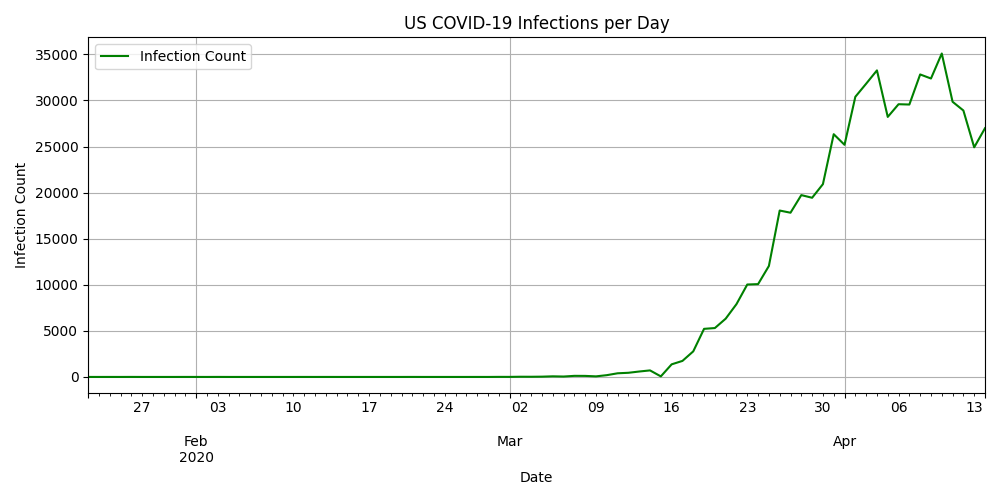 US COVID-19 Infections per Day
Infection Count
35000
30000
25000
20000
15000
10000
5000
0
Infection Count
27 03 10 17 24 02 09 16 23 30 06 13
Feb Mar Apr
2020
Date